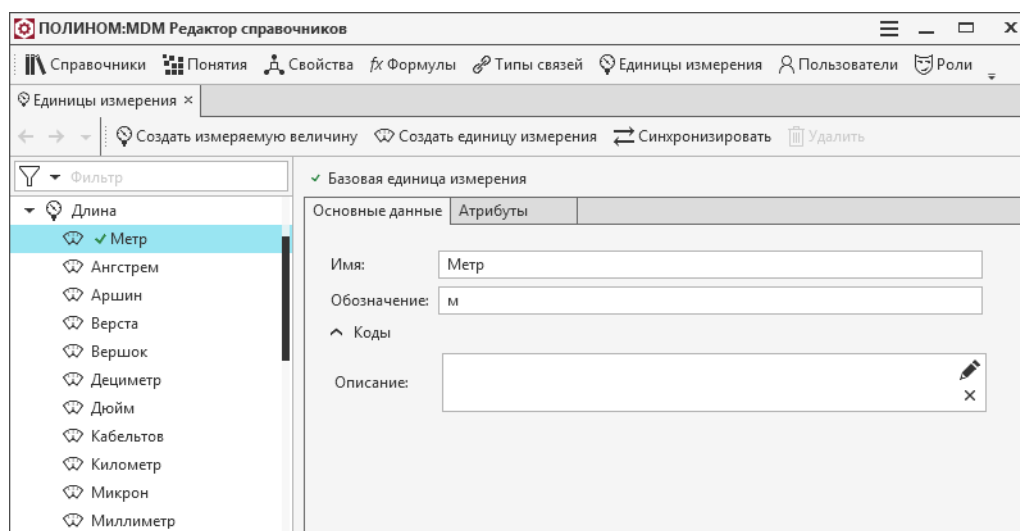 ПОЛИНОМ:MDM Редактор справочников
Справочники Понятия Свойства fx Формулы Типы связей Единицы измерения Пользователи Роли
Единицы измерения ×
Создать измеряемую величину Создать единицу измерения Синхронизировать Удалить
Фильтр
Длина
Метр
Ангстрем
Аршин
Верста
Вершок
Дециметр
Дюйм
Кабельтов
Километр
Микрон
Миллиметр
Базовая единица измерения
Основные данные Атрибуты
Имя: Метр
Обозначение: м
Коды
Описание: